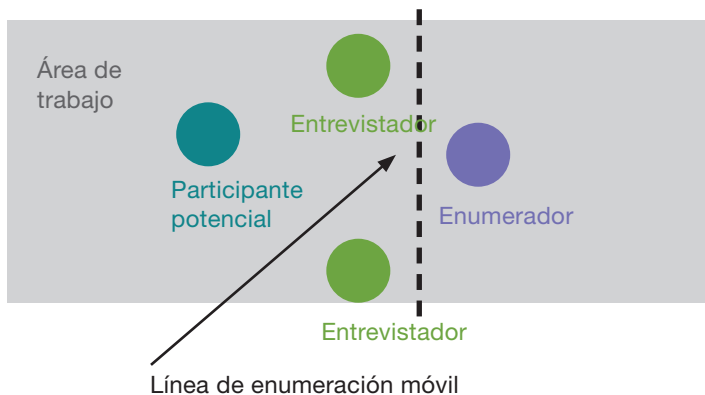 Área de
trabajo
Entrevistador
Participante
potencial
Enumerador
Entrevistador
Línea de enumeración móvil